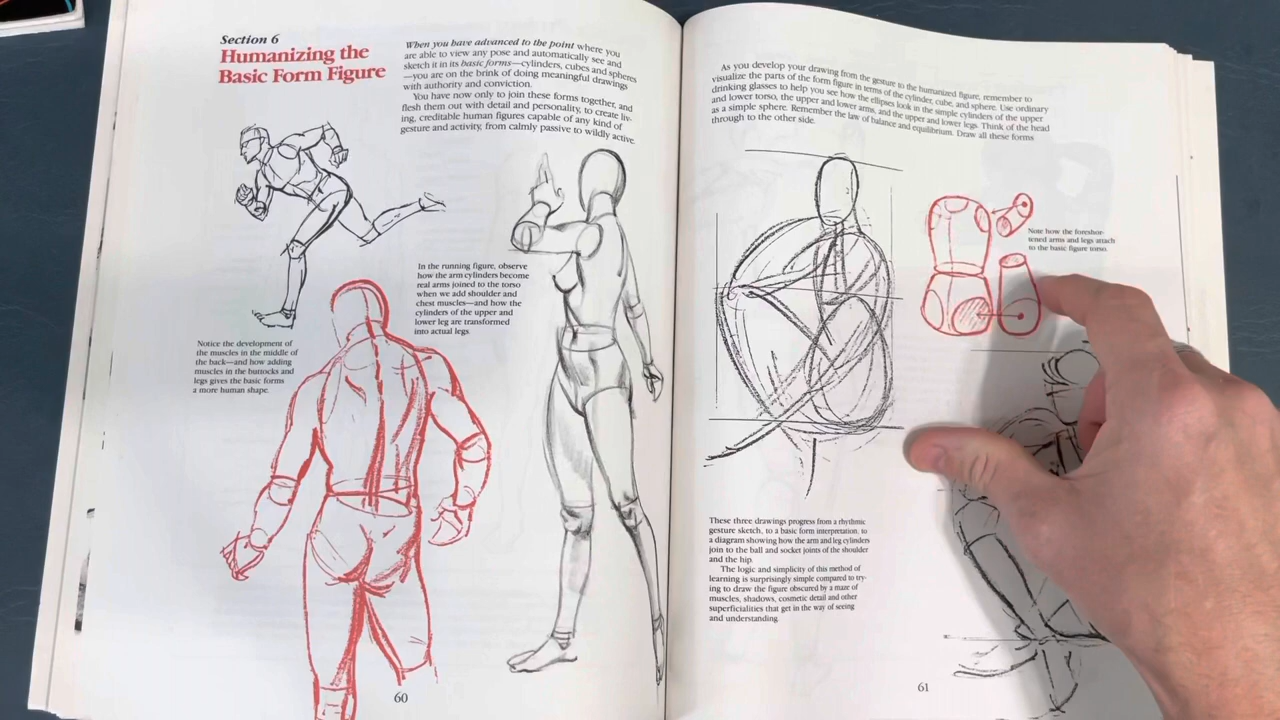 Section 6
Humanizing the
Basic Form Figure
When you have advanced to the point where you
are able to view any pose and automatically see and
sketch it in its basic forms—cylinders, cubes and spheres
—you are on the brink of doing meaningful drawings
with authority and conviction.
You have now only to join these forms together, and
flesh them out with detail and personality, to create liv-
ing, creditable human figures capable of any kind of
gesture and activity, from calmly passive to wildly active.
In the running figure, observe
how the arm cylinders become
real arms joined to the torso
when we add shoulder and
chest muscles—and how the
cylinders of the upper and
lower leg are transformed
into actual legs.
Notice the development of
the muscles in the middle of
the back—and how adding
muscles in the buttocks and
legs gives the basic forms
a more human shape.
60
As you develop your drawing from the gesture to the humanized figure, remember to
visualize the parts of the form figure in terms of the cylinder, cube, and sphere. Use ordinary
drinking glasses to help you see how the ellipses look in the simple cylinders of the upper
and lower torso, the upper and lower arms, and the upper and lower legs. Think of the head
as a simple sphere. Remember the law of balance and equilibrium. Draw all these forms
through to the other side.
Note how the foreshor-
tened arms and legs attach
to the basic figure torso.
These three drawings progress from a rhythmic
gesture sketch, to a basic form interpretation, to
a diagram showing how the arm and leg cylinders
join to the ball and socket joints of the shoulder
and the hip.
The logic and simplicity of this method of
learning is surprisingly simple compared to try-
ing to draw the figure obscured by a maze of
muscles, shadows, cosmetic detail and other
superficialities that get in the way of seeing
and understanding.
61